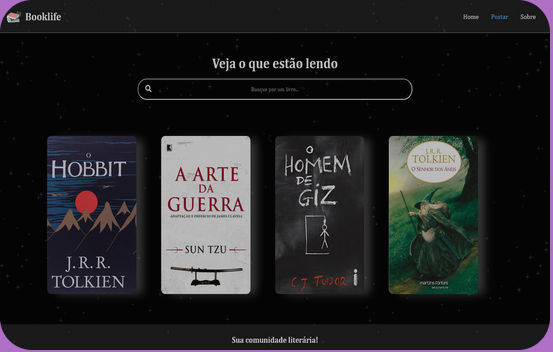 Booklife
Home
Postar
Sobre
Veja o que estão lendo
Busque por um livro...
O
HOBBIT
J.R.R.
TOLKIEN
A ARTE
DA
GUERRA
ADAPTAÇÃO E PREFÁCIO DE JAMES CLAVELL
SUN TZU
O
HOMEM
DE
GIZ
C.J. TUDOR
J.R.R.
TOLKIEN
O SENHOR DOS ANÉIS
martins fontes
Sua comunidade literária!